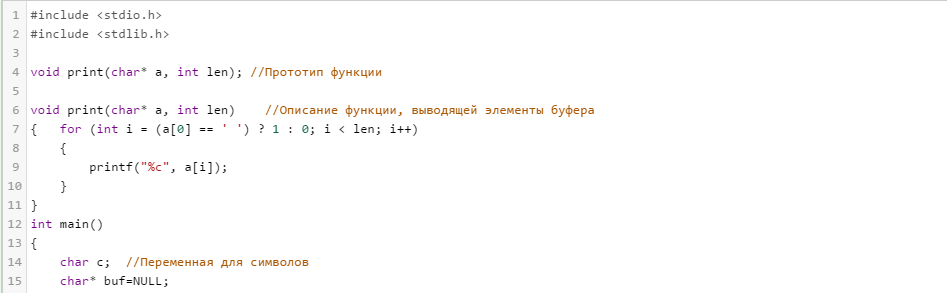 1 #include <stdio.h>
2 #include <stdlib.h>
3
4 void print(char* a, int len); //Прототип функции
5
6 void print(char* a, int len)    //Описание функции, выводящей элементы буфера
7 {   for (int i = (a[0] == ' ') ? 1 : 0; i < len; i++)
8     {
9         printf("%c", a[i]);
10     }
11 }
12 int main()
13 {
14     char c;  //Переменная для символов
15     char* buf=NULL;